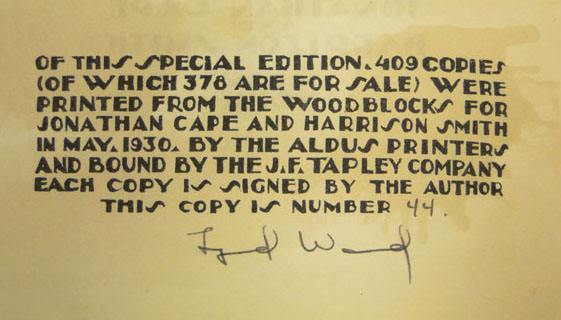 OF THIS SPECIAL EDITION. 409 COPIES
(OF WHICH 378 ARE FOR SALE) WERE
PRINTED FROM THE WOODBLOCKS FOR
JONATHAN CAPE AND HARRISON SMITH
IN MAY. 1930. BY THE ALDUS PRINTERS
AND BOUND BY THE J.F. TAPLEY COMPANY
EACH COPY IS SIGNED BY THE AUTHOR
THIS COPY IS NUMBER 44.
Lynd Ward